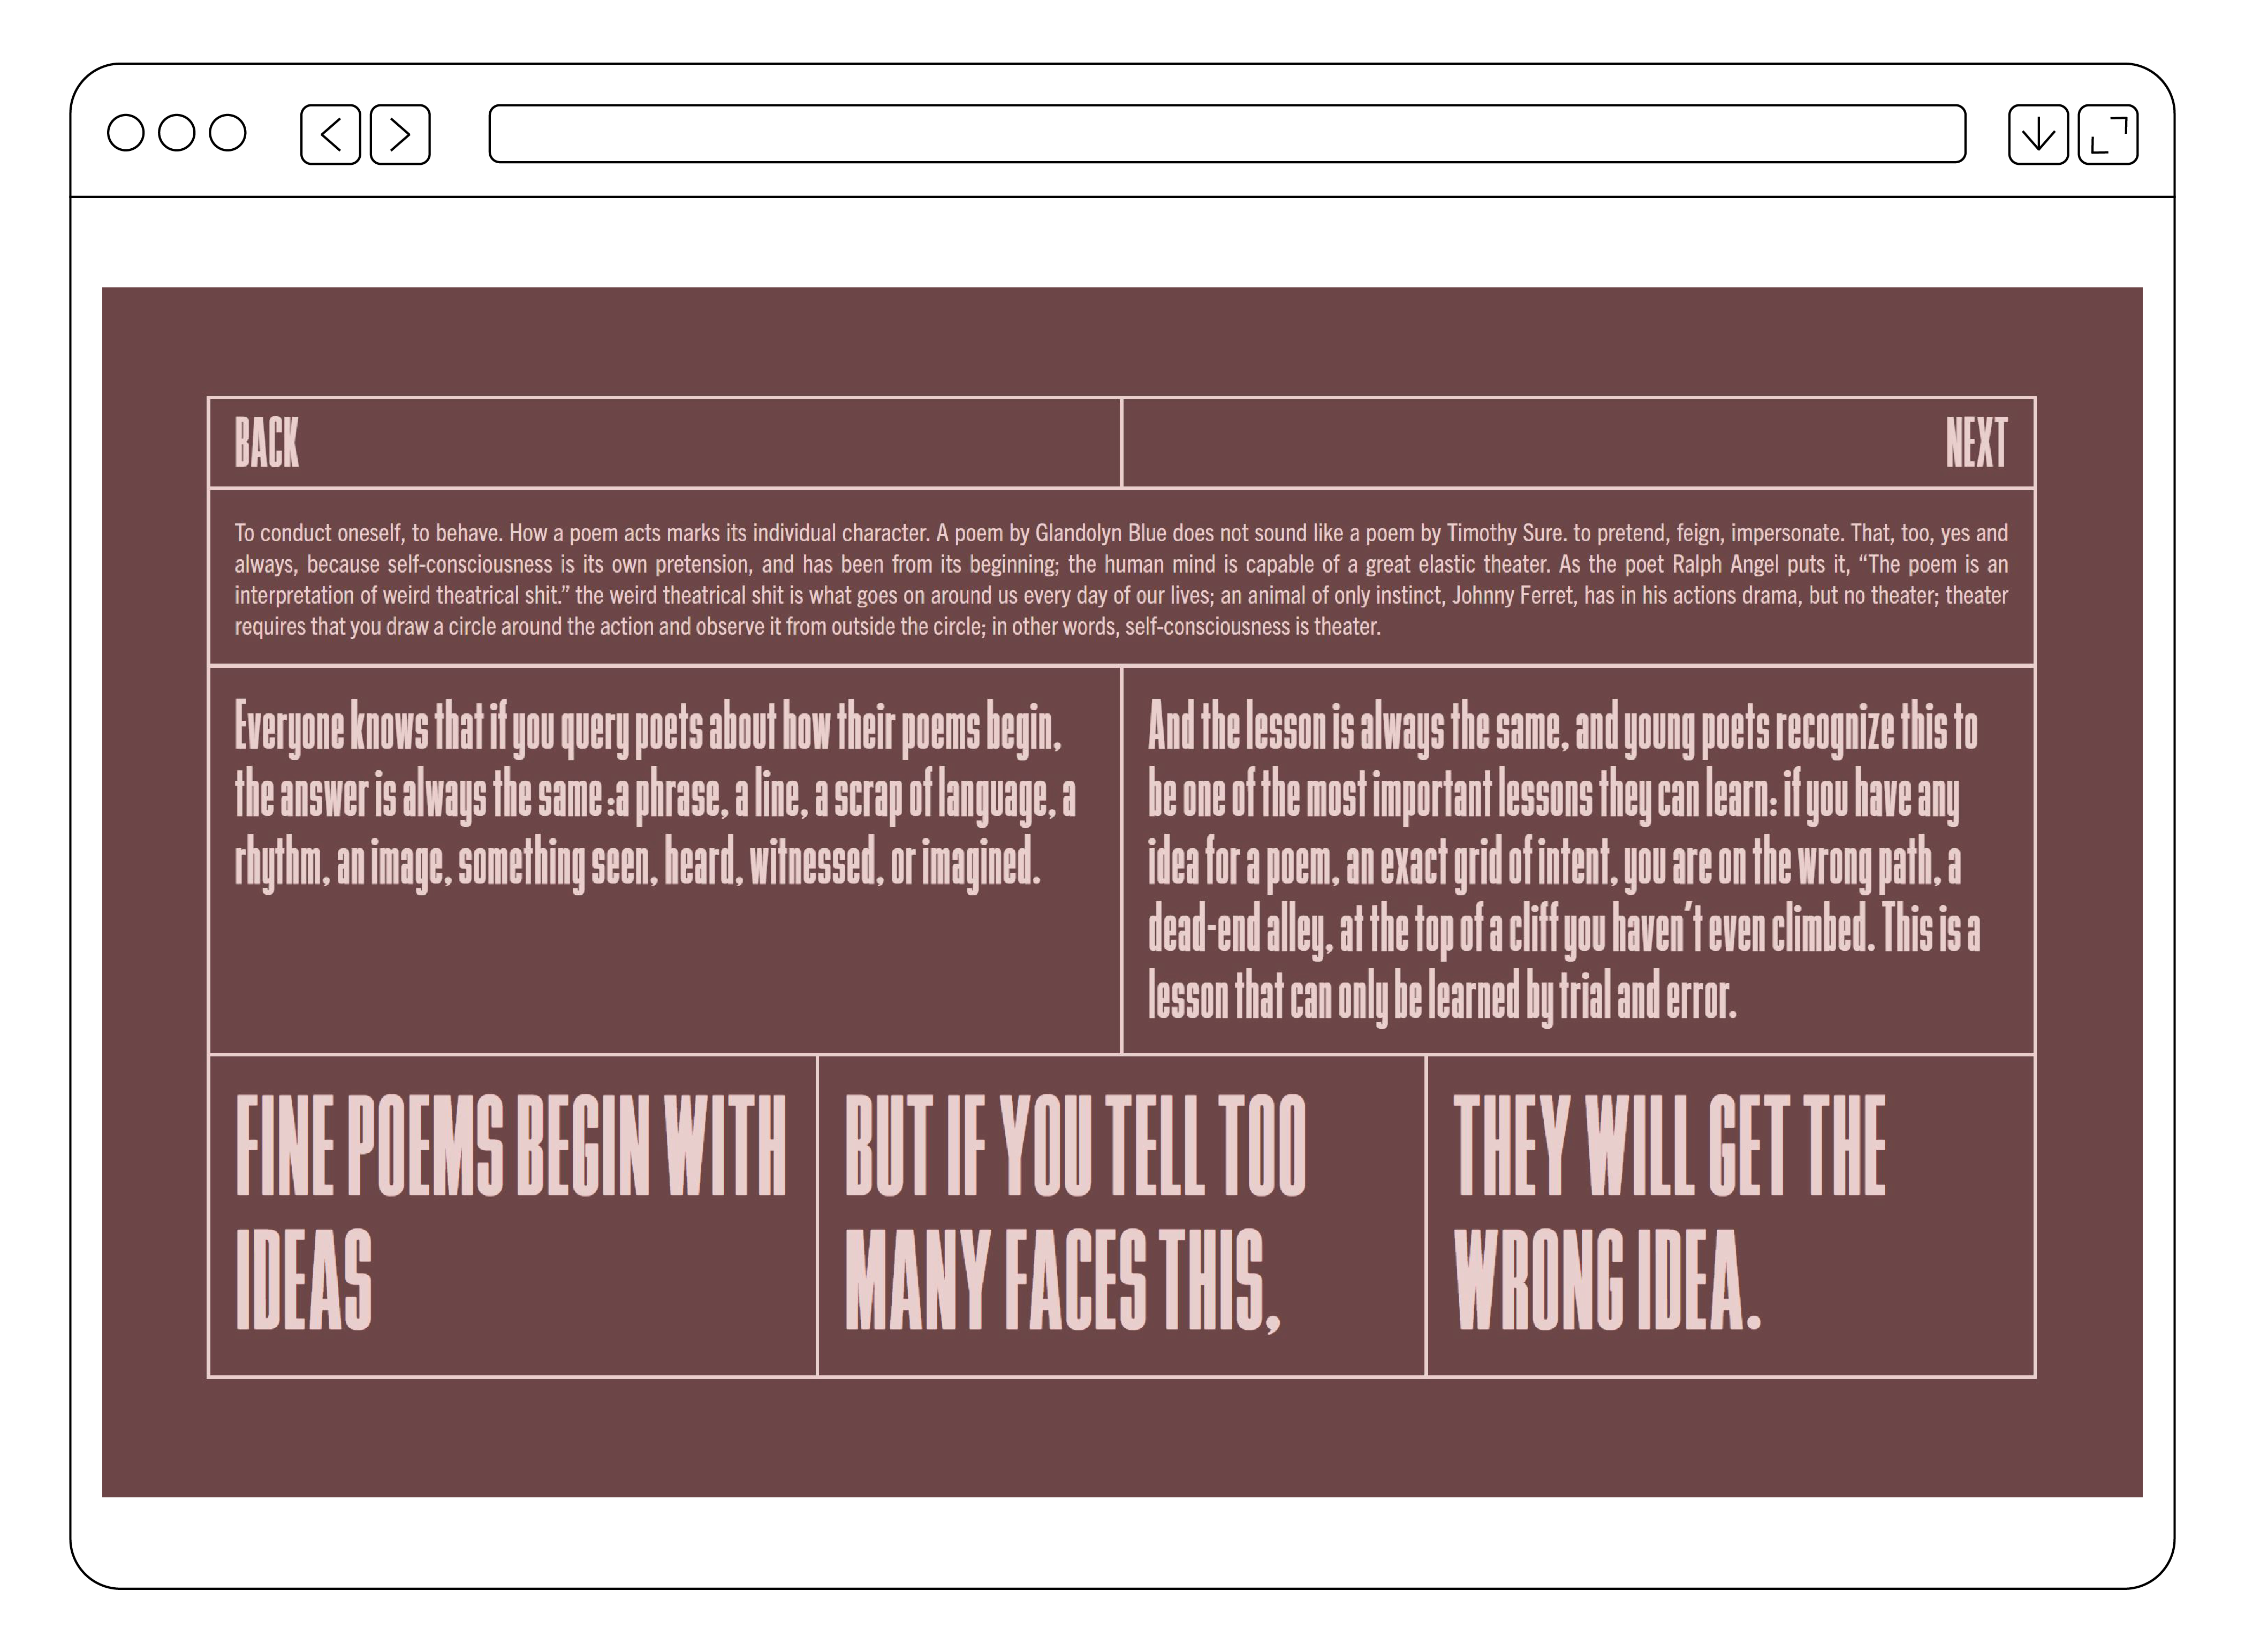 BACK
NEXT
To conduct oneself, to behave. How a poem acts marks its individual character. A poem by Glandolyn Blue does not sound like a poem by Timothy Sure. to pretend, feign, impersonate. That, too, yes and
always, because self-consciousness is its own pretension, and has been from its beginning; the human mind is capable of a great elastic theater. As the poet Ralph Angel puts it, “The poem is an
interpretation of weird theatrical shit.” the weird theatrical shit is what goes on around us every day of our lives; an animal of only instinct, Johnny Ferret, has in his actions drama, but no theater; theater
requires that you draw a circle around the action and observe it from outside the circle; in other words, self-consciousness is theater.
Everyone knows that if you query poets about how their poems begin,
the answer is always the same :a phrase, a line, a scrap of language, a
rhythm, an image, something seen, heard, witnessed, or imagined.
And the lesson is always the same, and young poets recognize this to
be one of the most important lessons they can learn: if you have any
idea for a poem, an exact grid of intent, you are on the wrong path, a
dead-end alley, at the top of a cliff you haven’t even climbed. This is a
lesson that can only be learned by trial and error.
FINE POEMS BEGIN WITH
IDEAS
BUT IF YOU TELL TOO
MANY FACES THIS,
THEY WILL GET THE
WRONG IDEA.